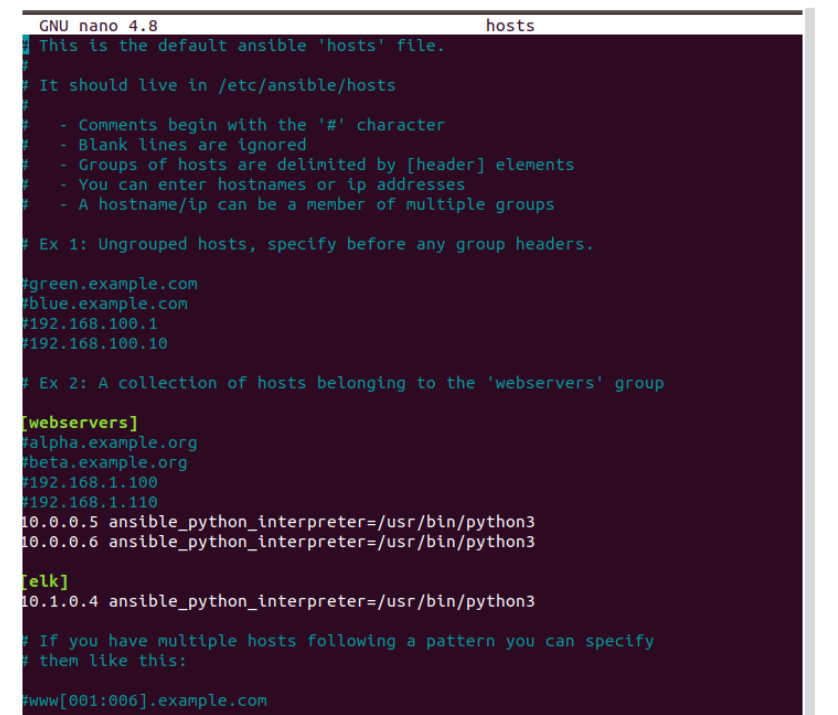 GNU nano 4.8 hosts
# This is the default ansible 'hosts' file.
#
# It should live in /etc/ansible/hosts
#
#   - Comments begin with the '#' character
#   - Blank lines are ignored
#   - Groups of hosts are delimited by [header] elements
#   - You can enter hostnames or ip addresses
#   - A hostname/ip can be a member of multiple groups
# Ex 1: Ungrouped hosts, specify before any group headers.
#green.example.com
#blue.example.com
#192.168.100.1
#192.168.100.10
# Ex 2: A collection of hosts belonging to the 'webservers' group
[webservers]
#alpha.example.org
#beta.example.org
#192.168.1.100
#192.168.1.110
10.0.0.5 ansible_python_interpreter=/usr/bin/python3
10.0.0.6 ansible_python_interpreter=/usr/bin/python3
[elk]
10.1.0.4 ansible_python_interpreter=/usr/bin/python3
# If you have multiple hosts following a pattern you can specify
# them like this:
#www[001:006].example.com